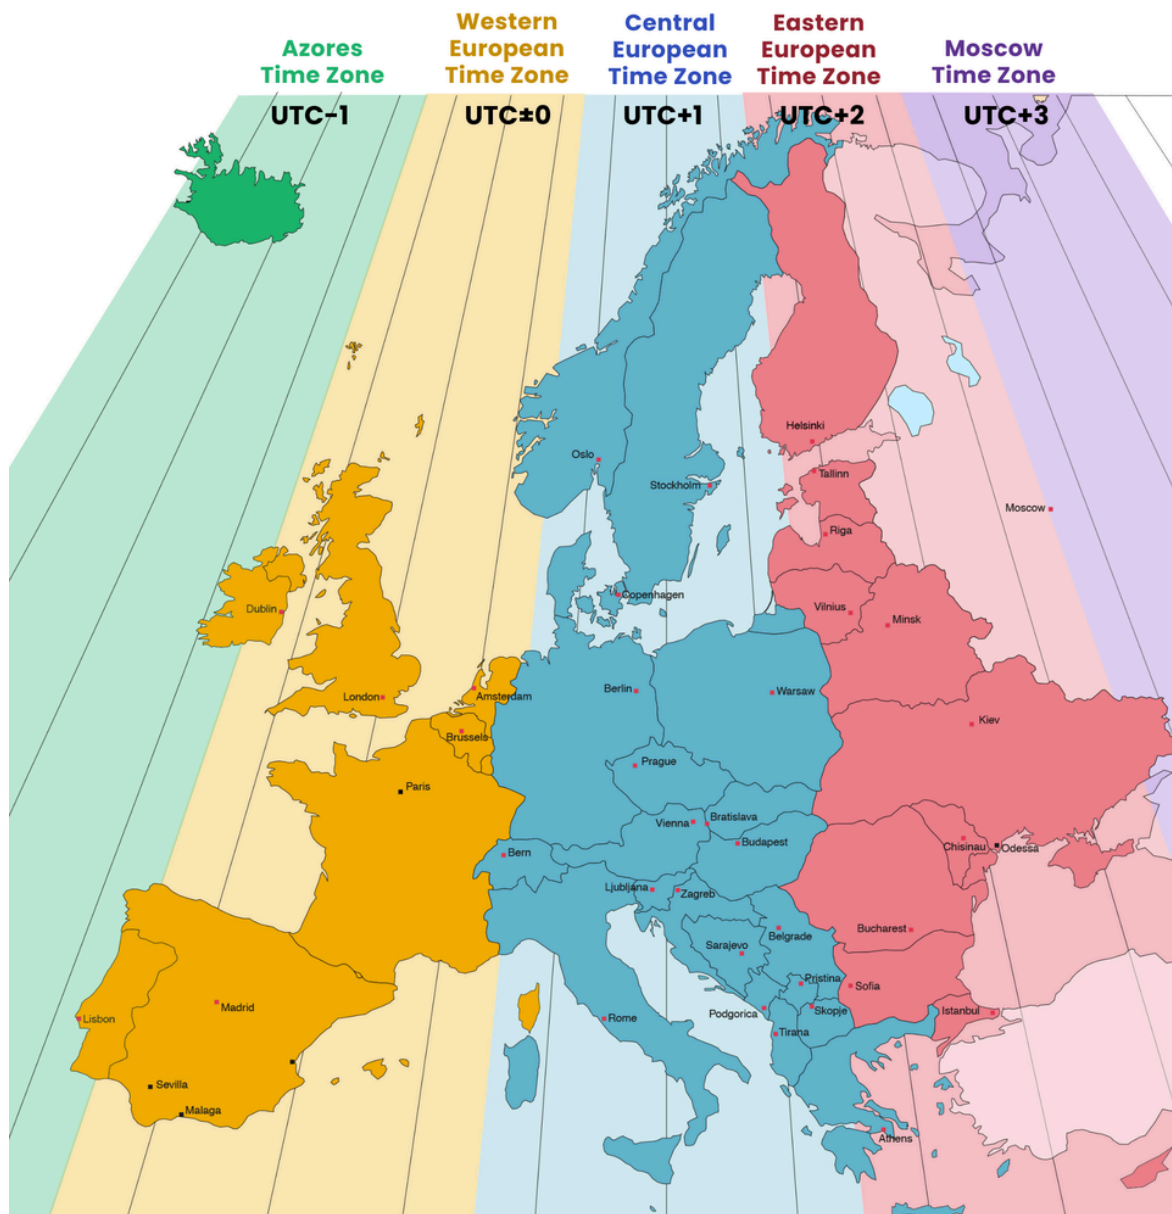 Azores
Time Zone
UTC-1
Western
European
Time Zone
UTC±0
Central
European
Time Zone
UTC+1
Eastern
European
Time Zone
UTC+2
Moscow
Time Zone
UTC+3
Helsinki
Oslo
Tallinn
Stockholm
Moscow
Riga
Copenhagen
Dublin
Vilnius
Minsk
London
Amsterdam
Berlin
Warsaw
Kiev
Brussels
Prague
Paris
Vienna
Bratislava
Budapest
Chisinau
Odessa
Bern
Ljubljana
Zagreb
Bucharest
Belgrade
Sarajevo
Pristina
Sofia
Madrid
Lisbon
Rome
Podgorica
Skopje
Istanbul
Tirana
Sevilla
Malaga
Athens